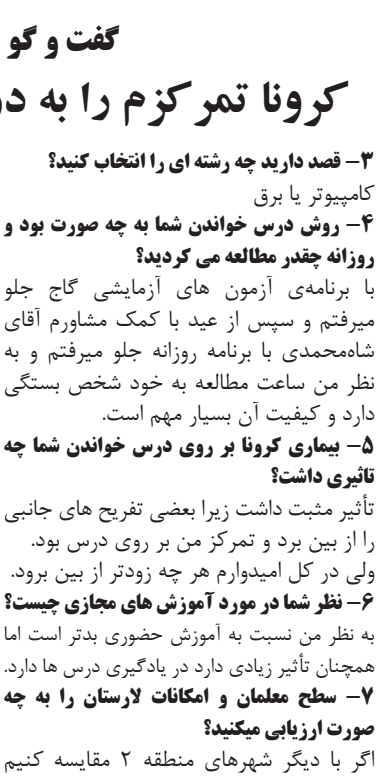 گفت و گو
کرونا تمرکزم را به در
۳- قصد دارید چه رشته ای را انتخاب کنید؟
کامپیوتر یا برق
۴- روش درس خواندن شما به چه صورت بود و
روزانه چقدر مطالعه می کردید؟
با برنامه‌ی آزمون های آزمایشی گاج جلو
میرفتم و سپس از عید با کمک مشاورم آقای
شاه‌محمدی با برنامه روزانه جلو میرفتم و به
نظر من ساعت مطالعه به خود شخص بستگی
دارد و کیفیت آن بسیار مهم است.
۵- بیماری کرونا بر روی درس خواندن شما چه
تاثیری داشت؟
تأثیر مثبت داشت زیرا بعضی تفریح های جانبی
را از بین برد و تمرکز من بر روی درس بود.
ولی در کل امیدوارم هر چه زودتر از بین برود.
۶- نظر شما در مورد آموزش های مجازی چیست؟
به نظر من نسبت به آموزش حضوری بدتر است اما
همچنان تأثیر زیادی دارد در یادگیری درس ها دارد.
۷- سطح معلمان و امکانات لارستان را به چه
صورت ارزیابی میکنید؟
اگر با دیگر شهرهای منطقه ۲ مقایسه کنیم